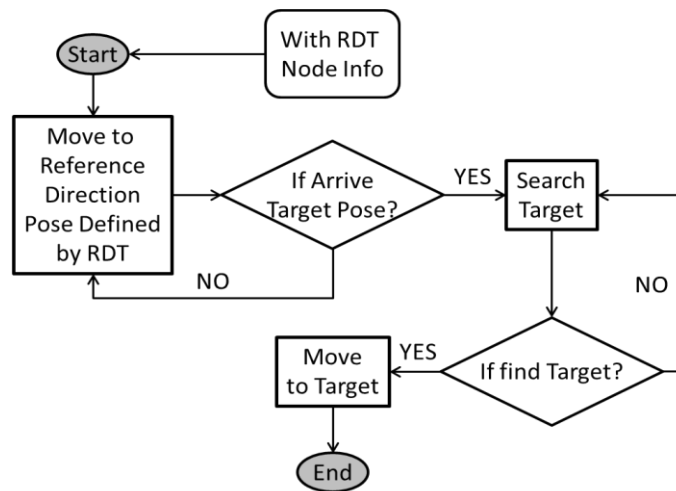 Start
With RDT
Node Info
Move to
Reference
Direction
Pose Defined
by RDT
If Arrive
Target Pose?
YES
Search
Target
NO
NO
Move
to Target
YES
If find Target?
End